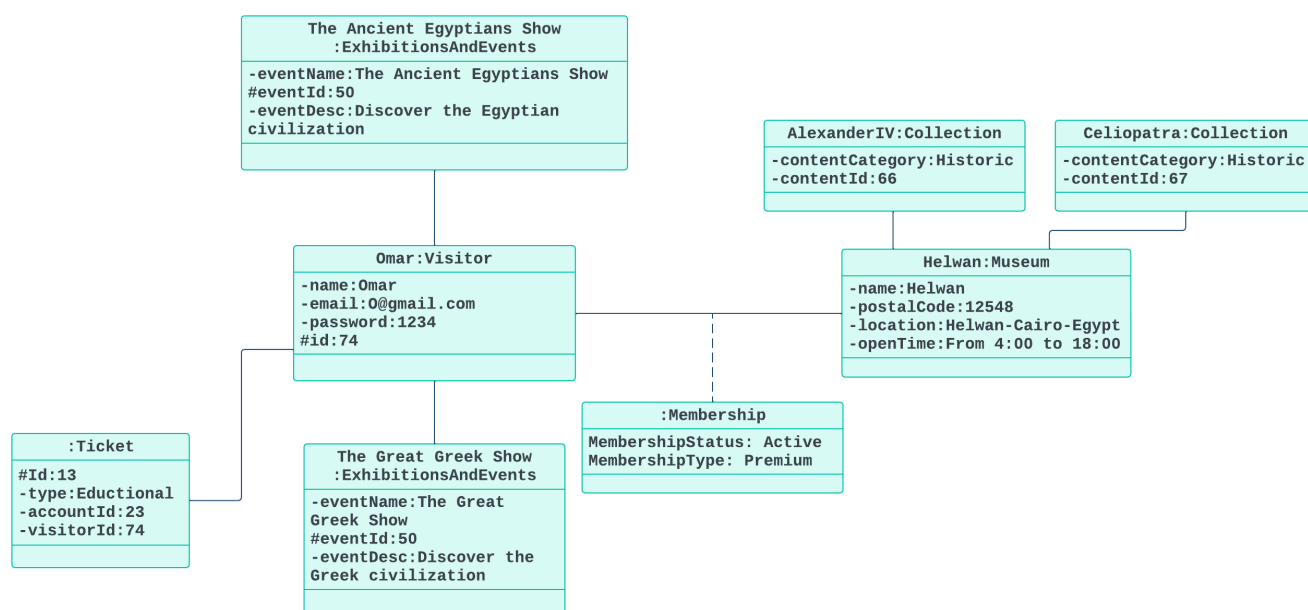 The Ancient Egyptians Show
:ExhibitionsAndEvents
-eventName:The Ancient Egyptians Show
#eventId:50
-eventDesc:Discover the Egyptian
civilization
AlexanderIV:Collection
-contentCategory:Historic
-contentId:66
Celiopatra:Collection
-contentCategory:Historic
-contentId:67
Omar:Visitor
-name:Omar
-email:O@gmail.com
-password:1234
#id:74
Helwan:Museum
-name:Helwan
-postalCode:12548
-location:Helwan-Cairo-Egypt
-openTime:From 4:00 to 18:00
:Membership
MembershipStatus: Active
MembershipType: Premium
:Ticket
#Id:13
-type:Eductional
-accountId:23
-visitorId:74
The Great Greek Show
:ExhibitionsAndEvents
-eventName:The Great
Greek Show
#eventId:50
-eventDesc:Discover the
Greek civilization